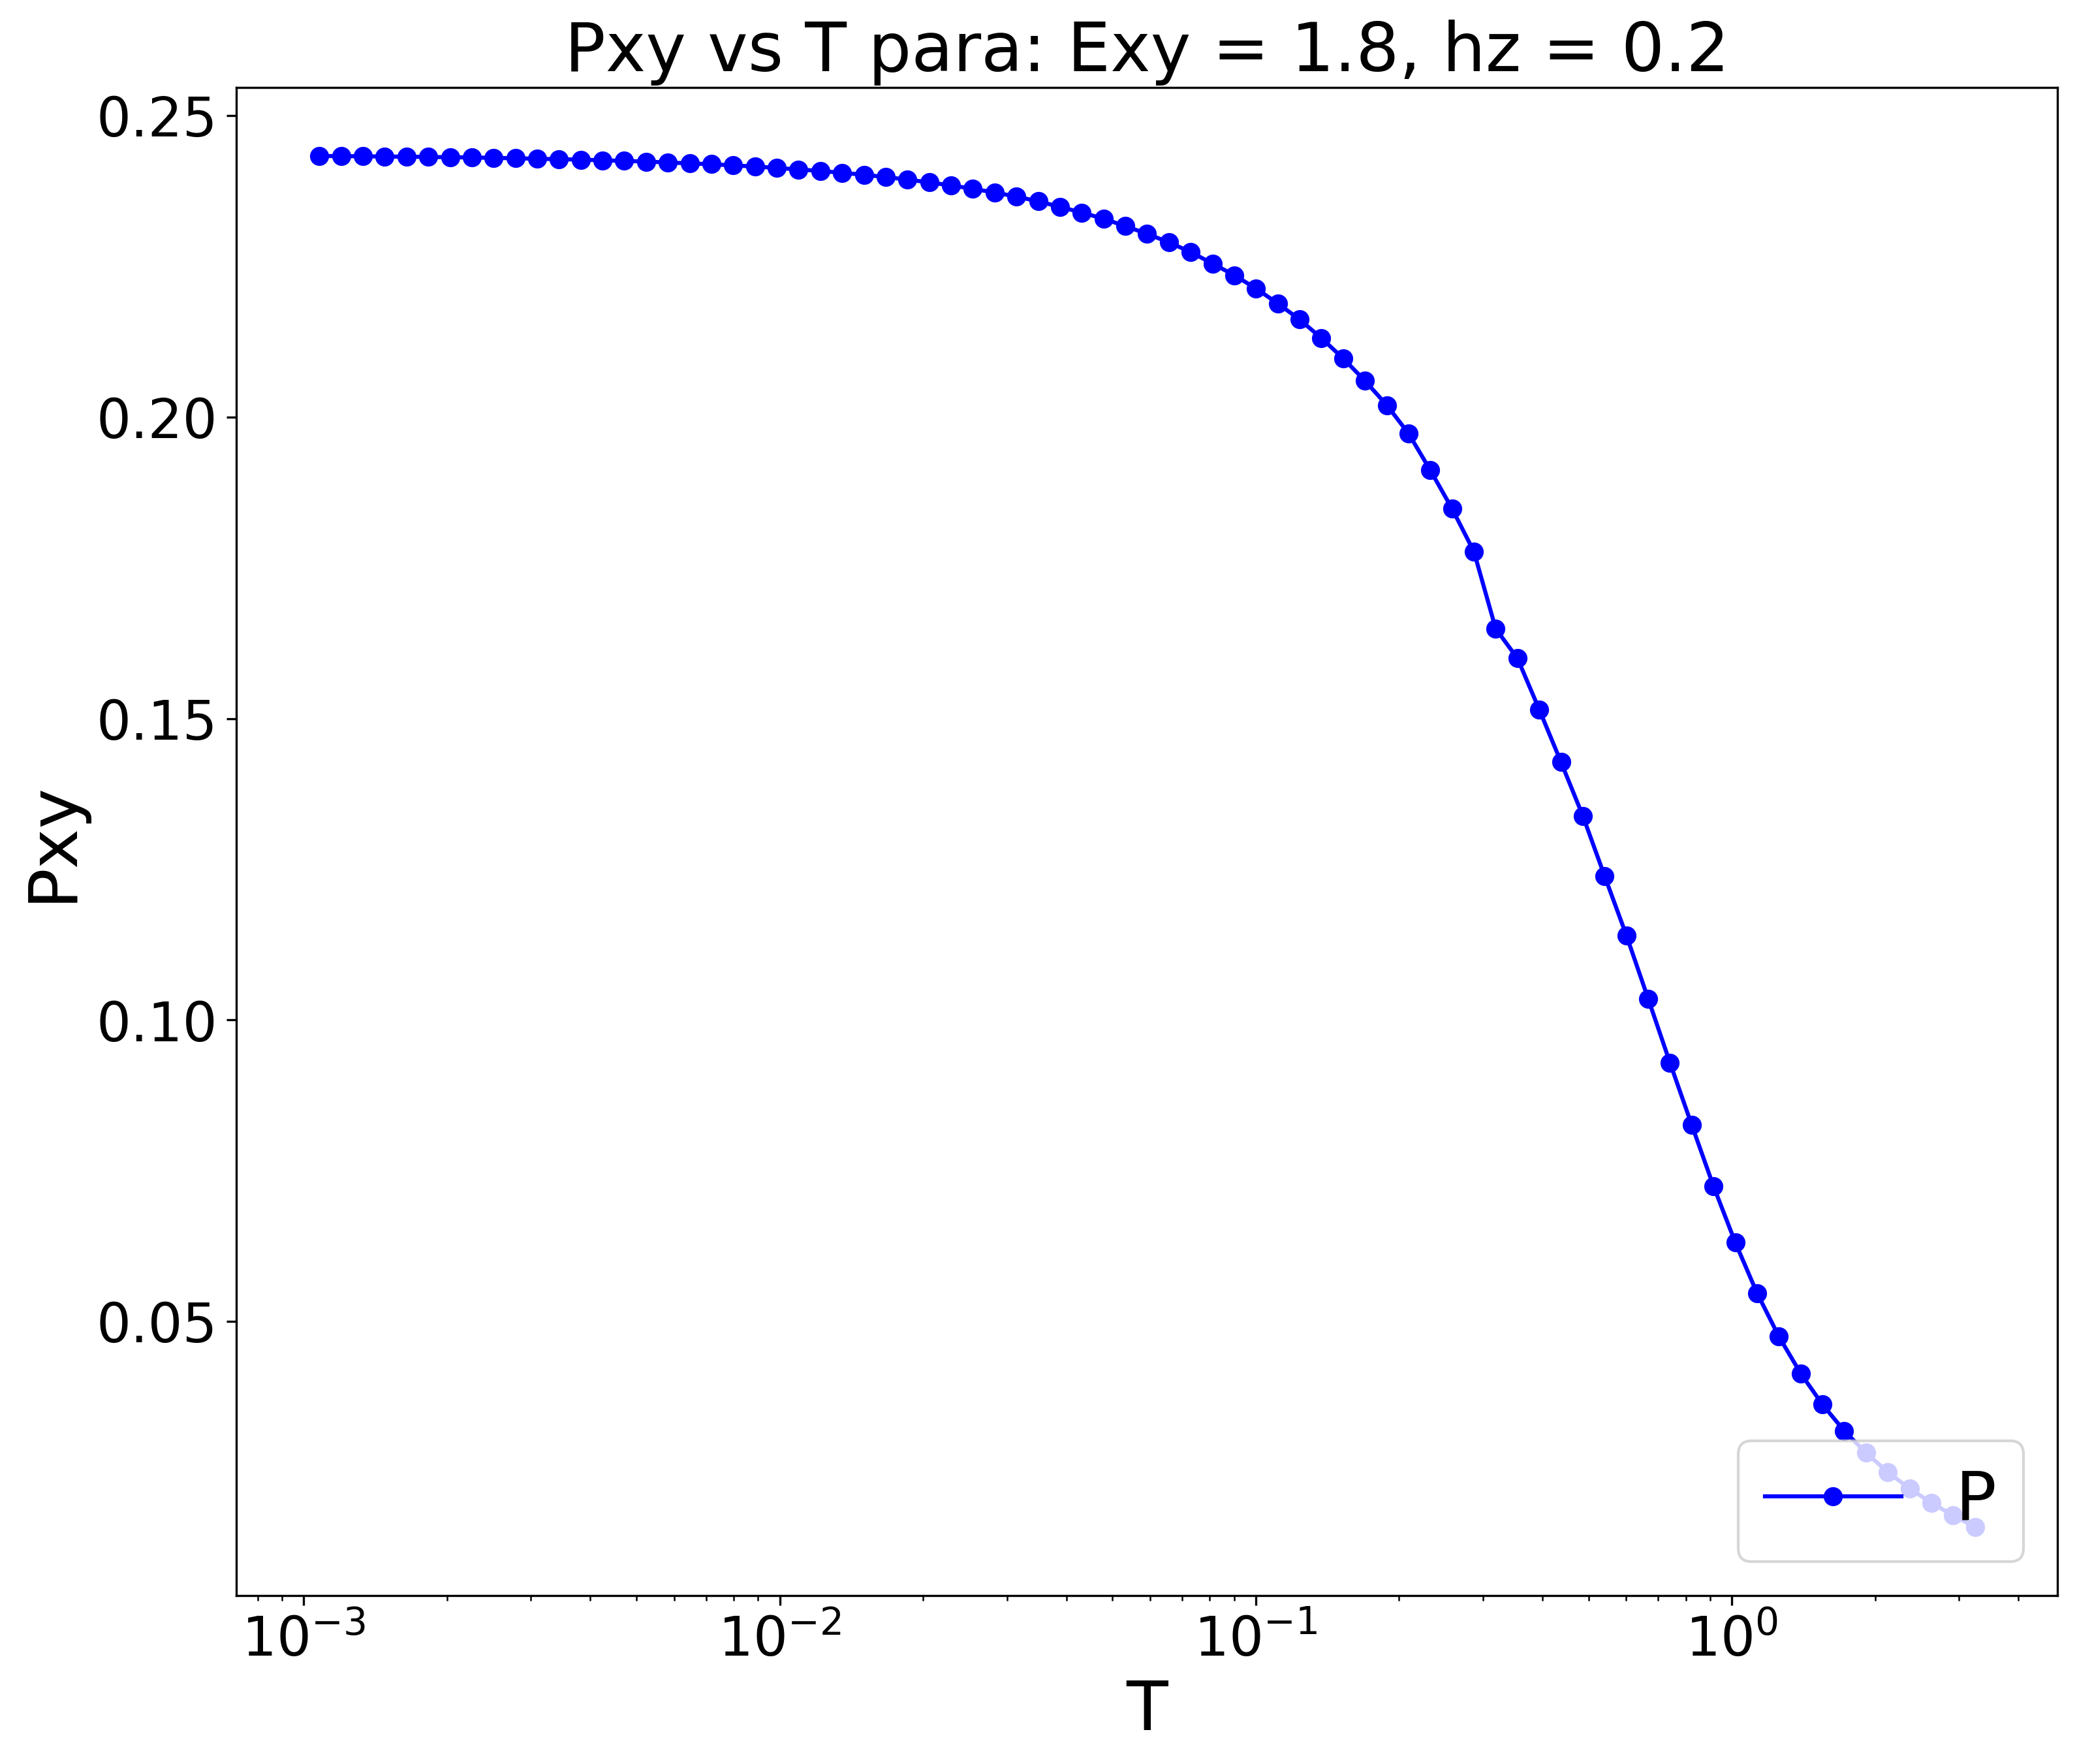 Pxy vs T para: Exy = 1.8, hz = 0.2
0.25
0.20
0.15
0.10
0.05
Pxy
10⁻³ 10⁻² 10⁻¹ 10⁰
T
P